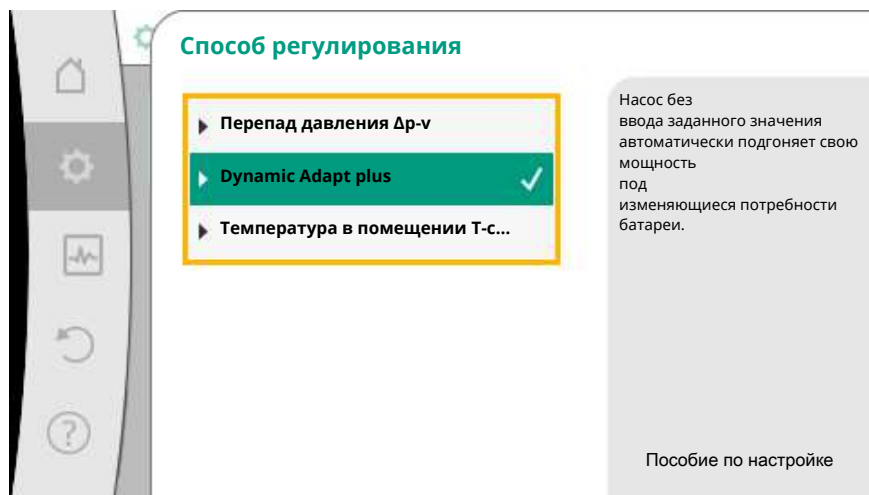 Способ регулирования
Перепад давления Δp-v
Dynamic Adapt plus
Температура в помещении T-c...
Насос без
ввода заданного значения
автоматически подгоняет свою
мощность
под
изменяющиеся потребности
батареи.
Пособие по настройке